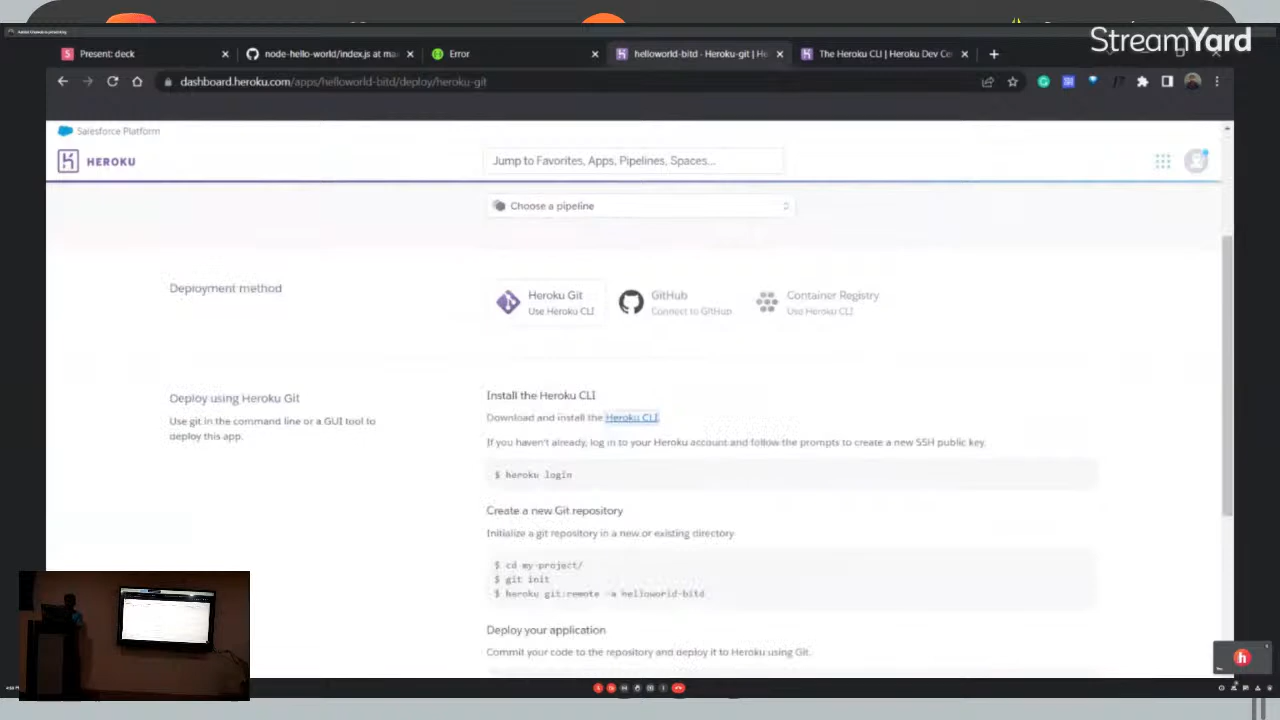 StreamYard
Present: deck
node-hello-world/index.js at ma
Error
helloworld-bitd - Heroku-git | He
The Heroku CLI | Heroku Dev Ce
dashboard.heroku.com/apps/helloworld-bitd/deploy/heroku-git
Salesforce Platform
HEROKU
Jump to Favorites, Apps, Pipelines, Spaces...
Choose a pipeline
Deployment method
Heroku Git
Use Heroku CLI
GitHub
Connect to GitHub
Container Registry
Use Heroku CLI
Deploy using Heroku Git
Use git in the command line or a GUI tool to
deploy this app.
Install the Heroku CLI
Download and install the Heroku CLI.
If you haven't already, log in to your Heroku account and follow the prompts to create a new SSH public key.
$ heroku login
Create a new Git repository
Initialize a git repository in a new or existing directory
$ cd my-project/
$ git init
$ heroku git:remote -a helloworld-bitd
Deploy your application
Commit your code to the repository and deploy it to Heroku using Git.
h